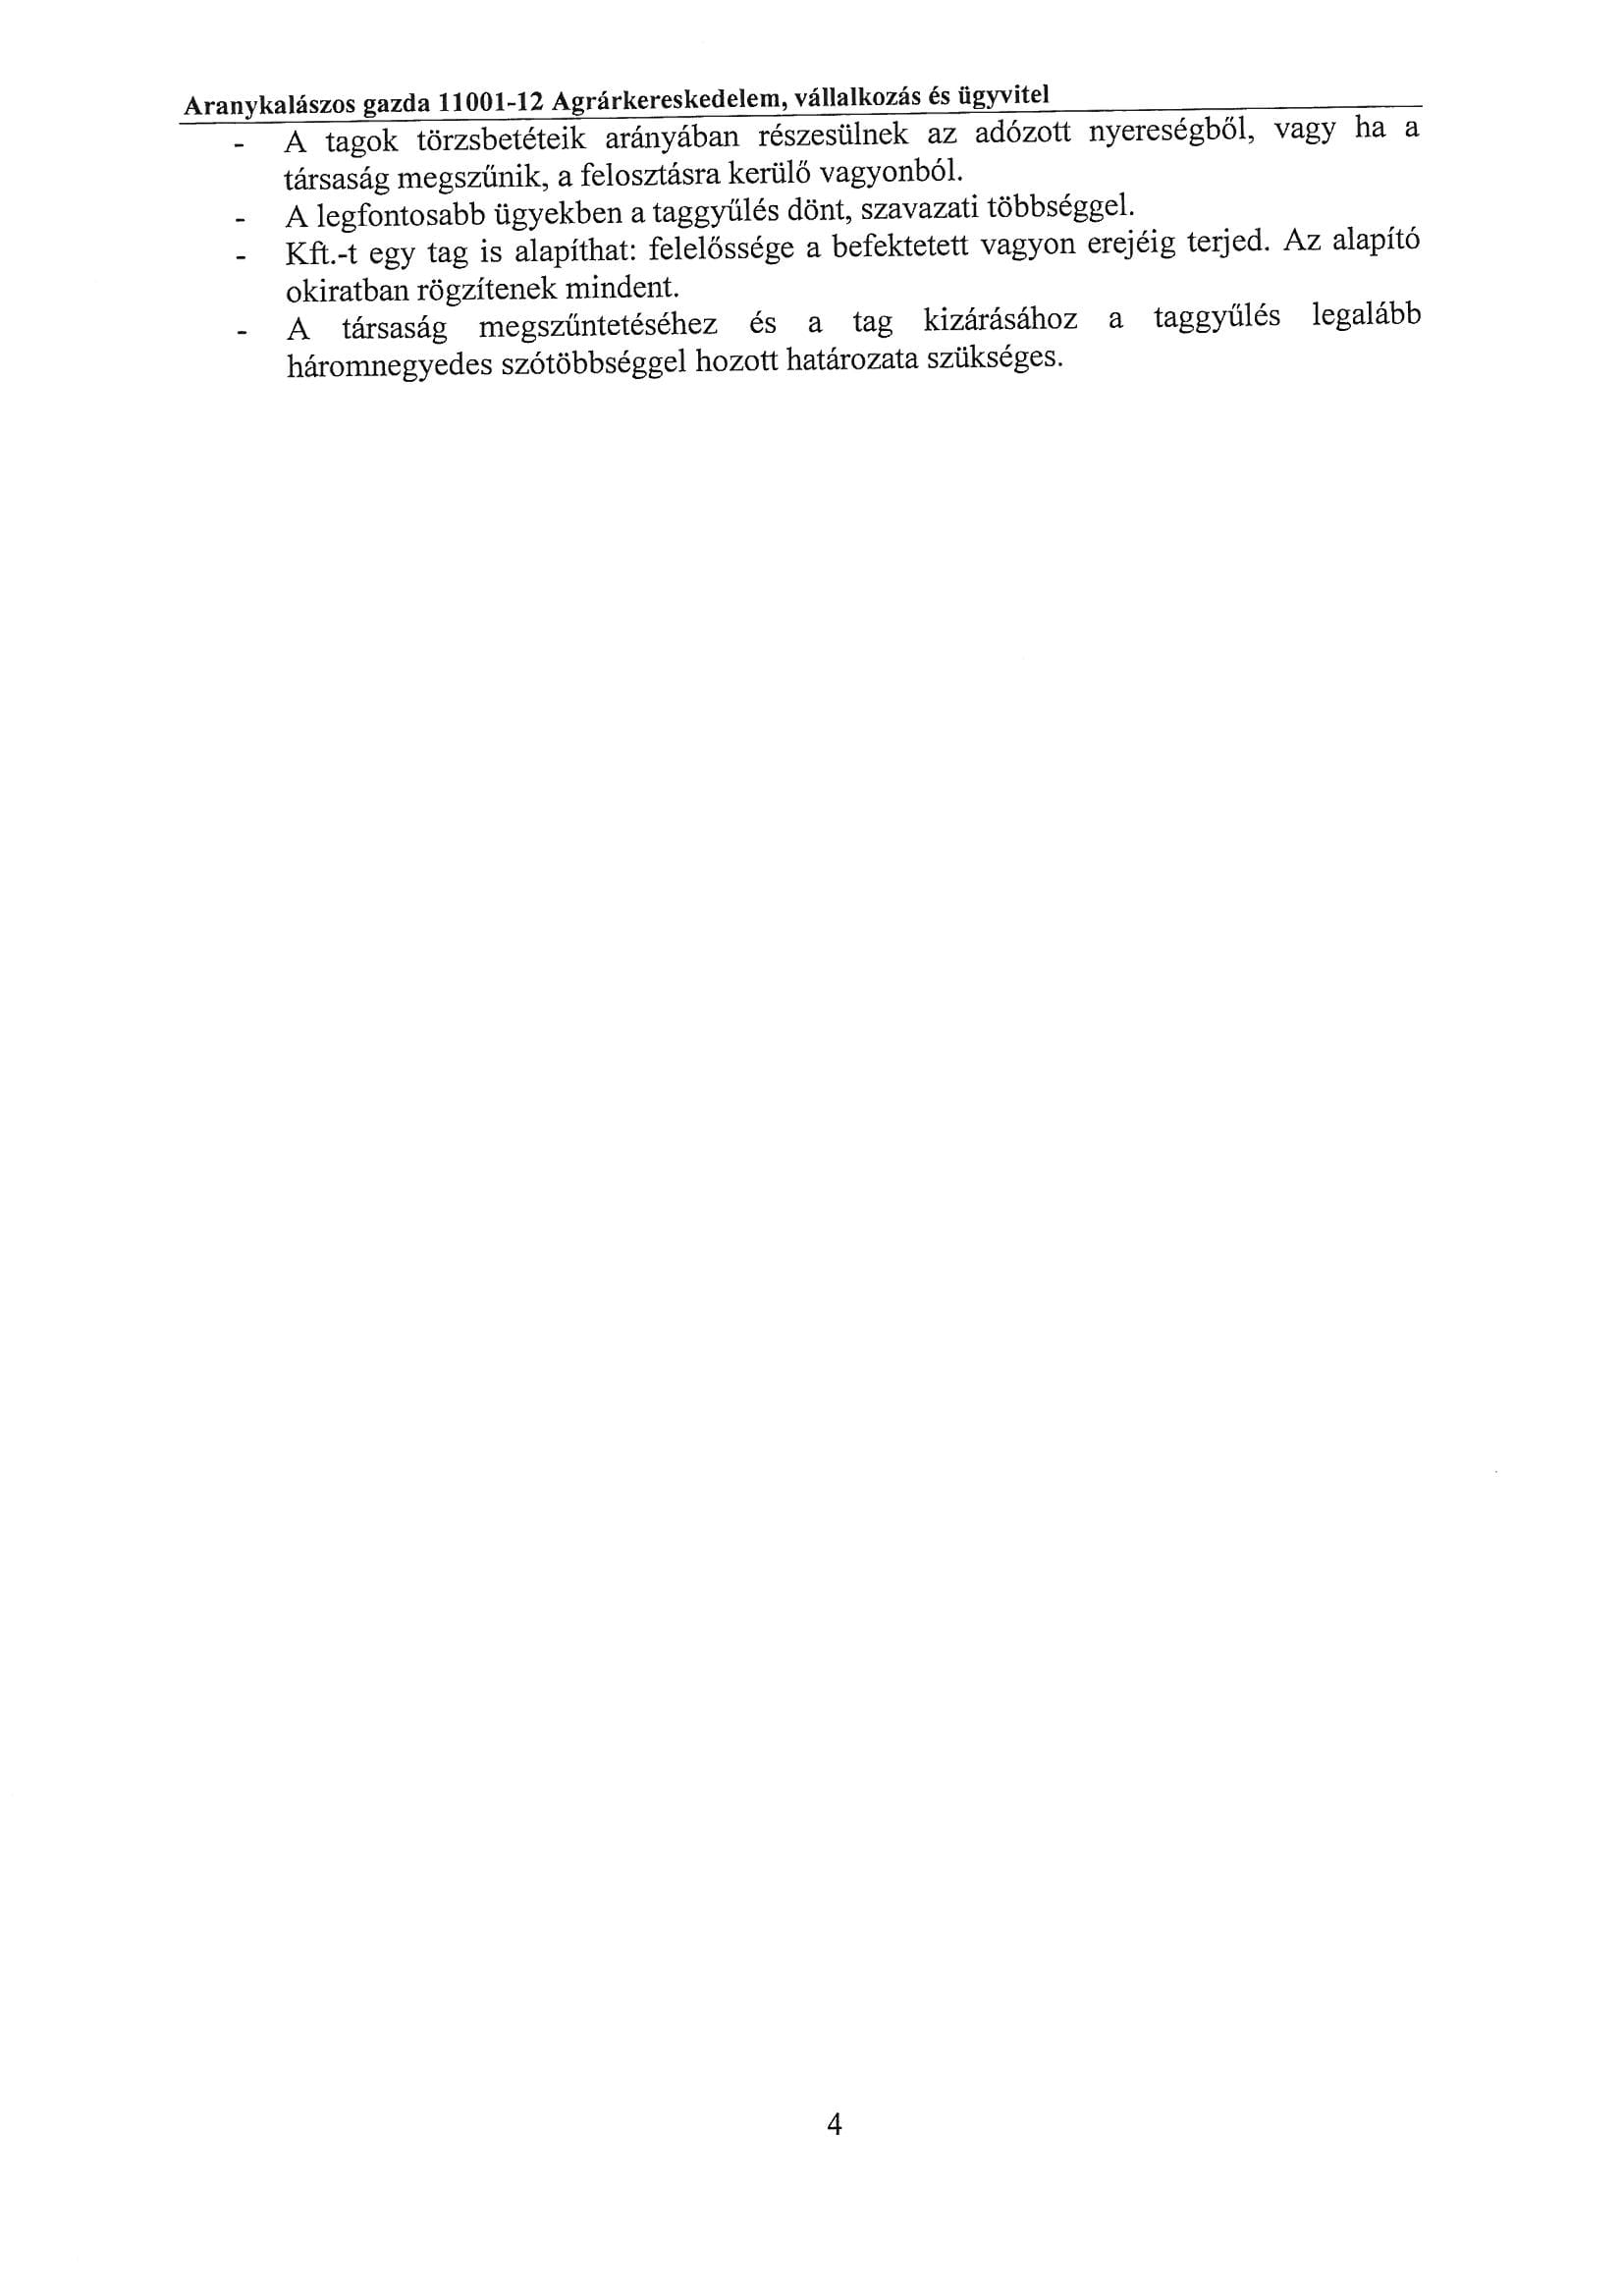 Aranykalászos gazda 11001-12 Agrárkereskedelem, vállalkozás és ügyvitel
- A tagok törzsbetéteik arányában részesülnek az adózott nyereségből, vagy ha a
társaság megszűnik, a felosztásra kerülő vagyonból.
- A legfontosabb ügyekben a taggyűlés dönt, szavazati többséggel.
- Kft.-t egy tag is alapíthat: felelőssége a befektetett vagyon erejéig terjed. Az alapító
okiratban rögzítenek mindent.
- A társaság megszűntetéséhez és a tag kizárásához a taggyűlés legalább
háromnegyedes szótöbbséggel hozott határozata szükséges.
4